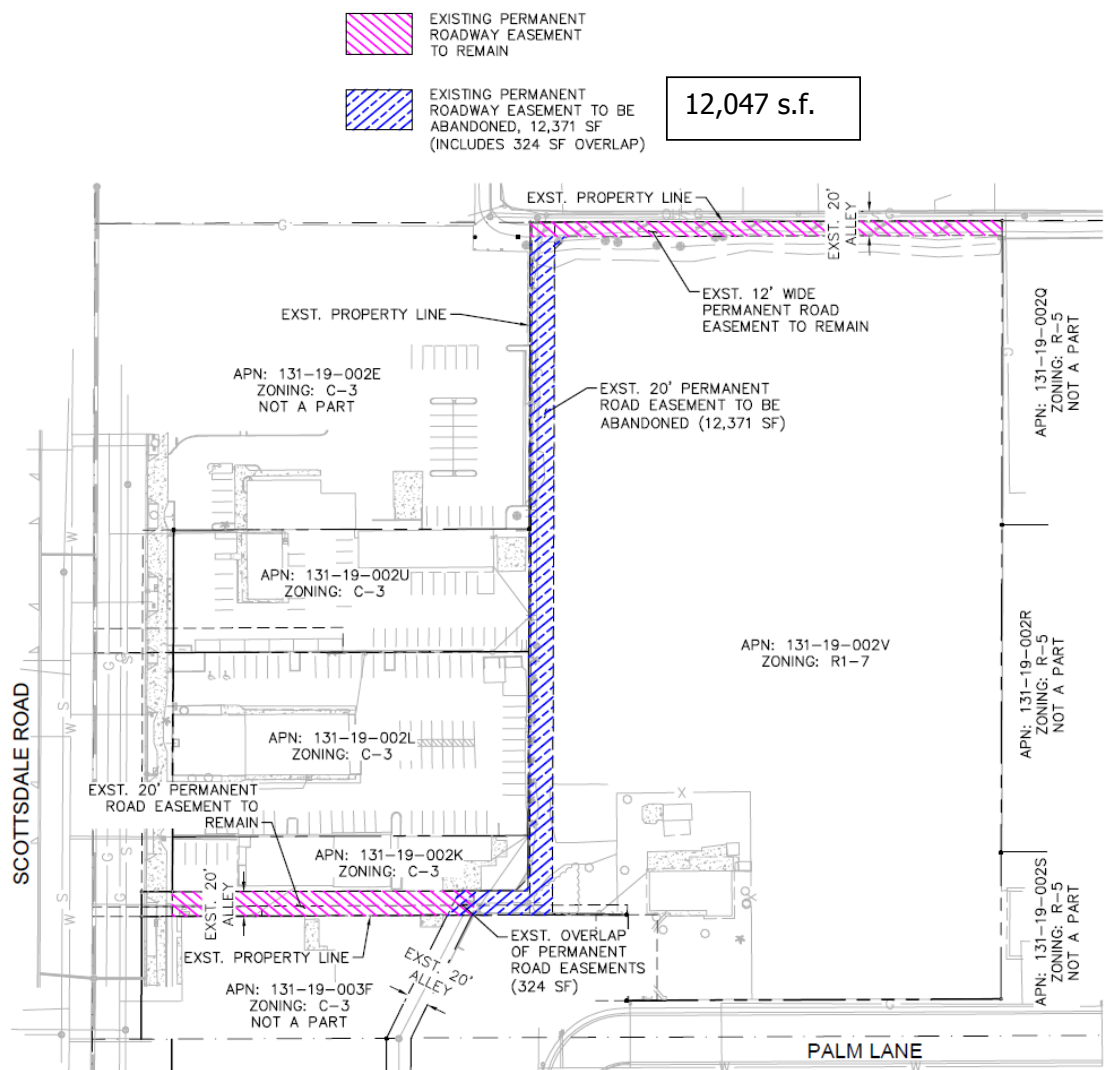 EXISTING PERMANENT
ROADWAY EASEMENT
TO REMAIN
EXISTING PERMANENT
ROADWAY EASEMENT TO BE
ABANDONED, 12,371 SF
(INCLUDES 324 SF OVERLAP)
12,047 s.f.
EXST. PROPERTY LINE
EXST. 20'
ALLEY
G
G
EXST. 12' WIDE
PERMANENT ROAD
EASEMENT TO REMAIN
EXST. PROPERTY LINE
APN: 131-19-002E
ZONING: C-3
NOT A PART
EXST. 20' PERMANENT
ROAD EASEMENT TO BE
ABANDONED (12,371 SF)
APN: 131-19-002Q
ZONING: R-5
NOT A PART
G
W
W
APN: 131-19-002U
ZONING: C-3
APN: 131-19-002V
ZONING: R1-7
APN: 131-19-002R
ZONING: R-5
NOT A PART
G
S
G
S
S
W
APN: 131-19-002L
ZONING: C-3
SCOTTSDALE ROAD
EXST. 20' PERMANENT
ROAD EASEMENT TO
REMAIN
X
APN: 131-19-002K
ZONING: C-3
G
G
S
W
EXST. 20'
ALLEY
EXST. OVERLAP
OF PERMANENT
ROAD EASEMENTS
(324 SF)
EXST. PROPERTY LINE
EXST. 20'
ALLEY
APN: 131-19-003F
ZONING: C-3
NOT A PART
APN: 131-19-002S
ZONING: R-5
NOT A PART
G
PALM LANE